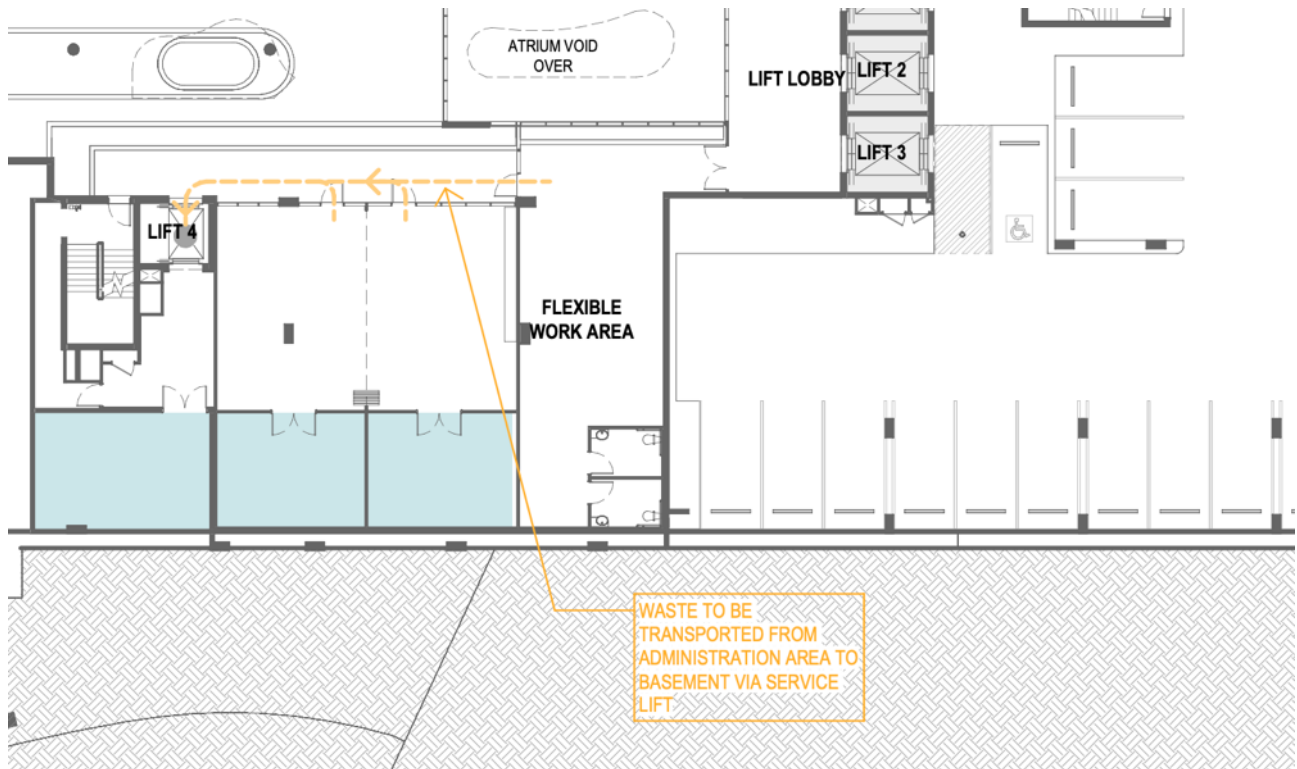 ATRIUM VOID
OVER
LIFT LOBBY
LIFT 2
LIFT 3
LIFT 4
FLEXIBLE
WORK AREA
WASTE TO BE
TRANSPORTED FROM
ADMINISTRATION AREA TO
BASEMENT VIA SERVICE
LIFT